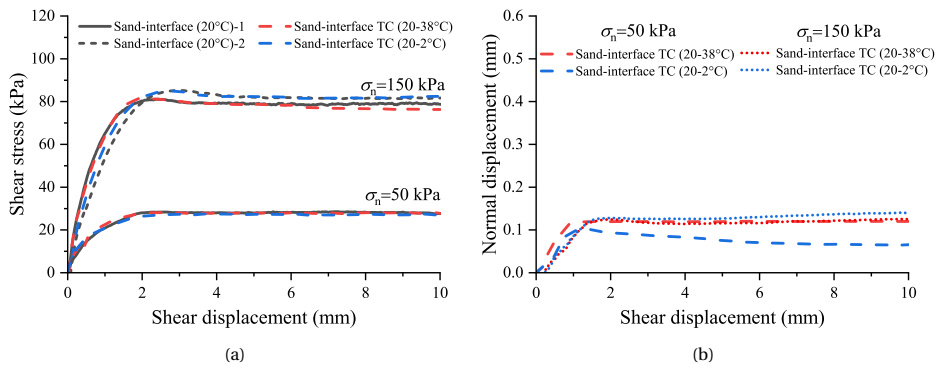 Sand-interface (20°C)-1
Sand-interface (20°C)-2
Sand-interface TC (20-38°C)
Sand-interface TC (20-2°C)
σn=150 kPa
σn=50 kPa
120
100
80
60
40
20
0
Shear stress (kPa)
0 2 4 6 8 10
Shear displacement (mm)
(a)
σn=50 kPa σn=150 kPa
Sand-interface TC (20-38°C) Sand-interface TC (20-38°C)
Sand-interface TC (20-2°C) Sand-interface TC (20-2°C)
0.6
0.5
0.4
0.3
0.2
0.1
0.0
Normal displacement (mm)
0 2 4 6 8 10
Shear displacement (mm)
(b)